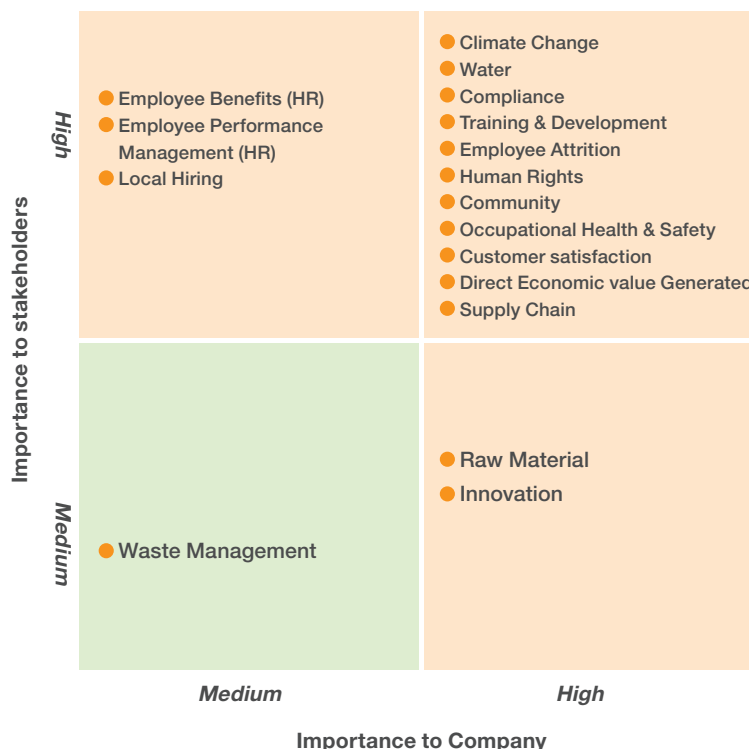 Importance to stakeholders
High
Employee Benefits (HR)
Employee Performance
Management (HR)
Local Hiring
Climate Change
Water
Compliance
Training & Development
Employee Attrition
Human Rights
Community
Occupational Health & Safety
Customer satisfaction
Direct Economic value Generated
Supply Chain
Medium
Waste Management
Raw Material
Innovation
Medium
High
Importance to Company